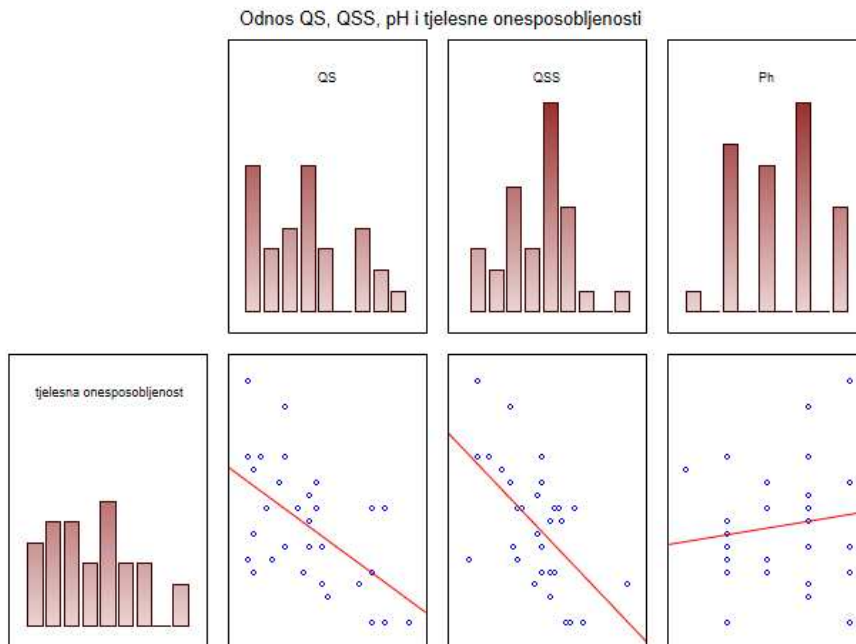 Odnos QS, QSS, pH i tjelesne onesposobljenosti
QS
QSS
Ph
tjelesna onesposobljenost